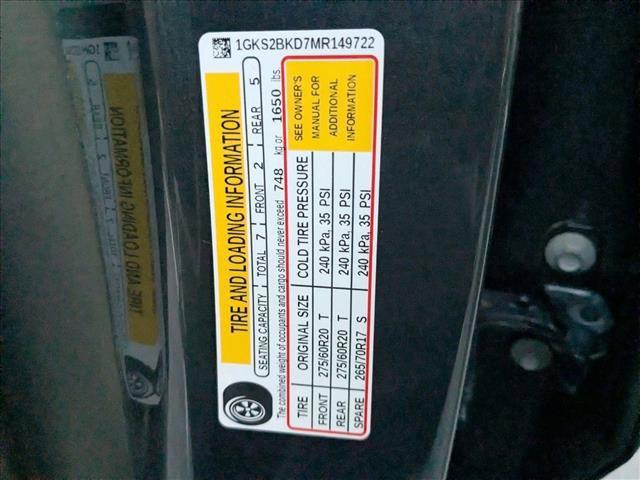 1GKS2BKD7MR149722
TIRE AND LOADING INFORMATION
SEATING CAPACITY TOTAL 7 FRONT 2 REAR 5
The combined weight of occupants and cargo should never exceed 748 kg or 1650 lbs
TIRE ORIGINAL SIZE COLD TIRE PRESSURE
FRONT 275/60R20 T 240 kPa, 35 PSI
REAR 275/60R20 T 240 kPa, 35 PSI
SPARE 265/70R17 S 240 kPa, 35 PSI
SEE OWNER'S
MANUAL FOR
ADDITIONAL
INFORMATION
TIRE AND LOADING INFORMATION